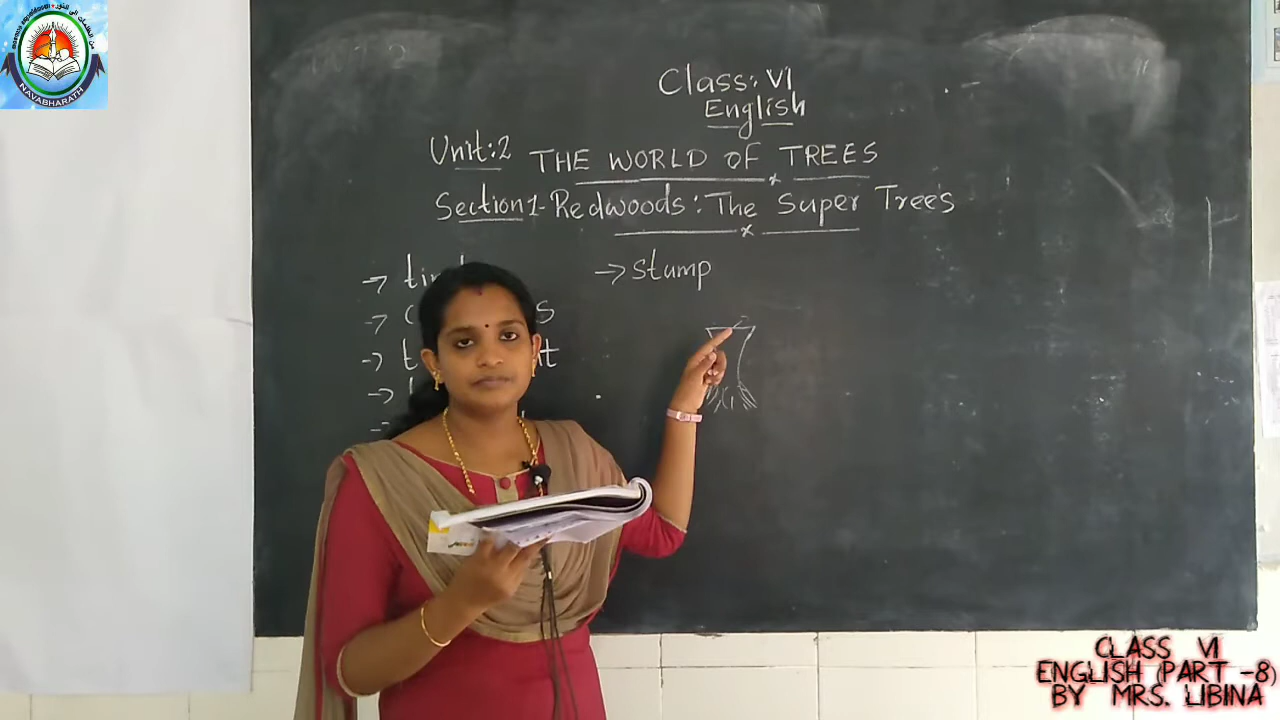 NAVABHARATH
Class: VI
English
Unit:2 THE WORLD OF TREES
Section 1- Redwoods: The Super Trees
→ stump
CLASS VI
ENGLISH (PART -8)
BY MRS. LIBINA